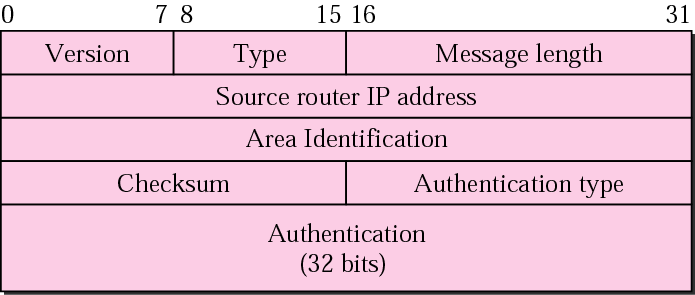 0 7 8 15 16 31
Version Type Message length
Source router IP address
Area Identification
Checksum Authentication type
Authentication
(32 bits)